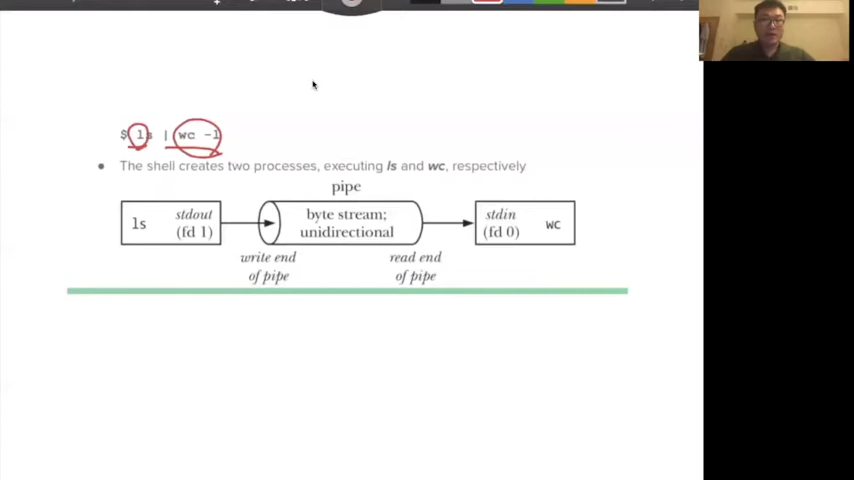 $ ls | wc -l
● The shell creates two processes, executing ls and wc, respectively
pipe
ls
stdout
(fd 1)
byte stream;
unidirectional
stdin
(fd 0)
wc
write end
of pipe
read end
of pipe